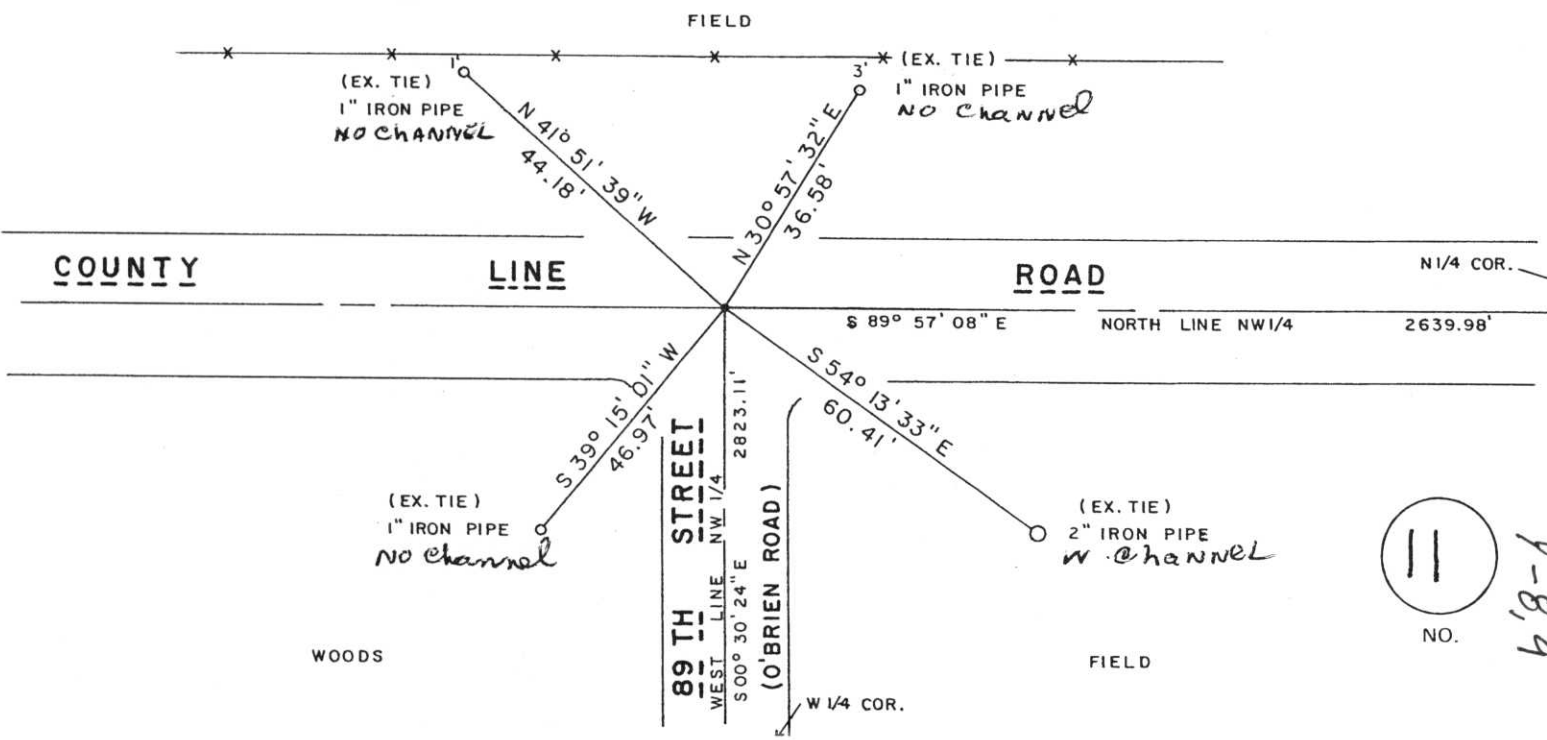 FIELD
(EX. TIE)
1" IRON PIPE
NO CHANNEL
1'
N 41° 51' 39" W
44.18'
3'
(EX. TIE)
1" IRON PIPE
NO Channel
N 30° 57' 32" E
36.58'
COUNTY LINE ROAD
N 1/4 COR.
S 89° 57' 08" E NORTH LINE NW 1/4 2639.98'
S 39° 15' 01" W
46.97'
S 54° 13' 33" E
60.41'
(EX. TIE)
1" IRON PIPE
NO Channel
89 TH STREET
WEST LINE NW 1/4 2823.11'
S 00° 30' 24" E
(O'BRIEN ROAD)
(EX. TIE)
2" IRON PIPE
W. ChANNEL
11
NO.
WOODS
FIELD
W 1/4 COR.